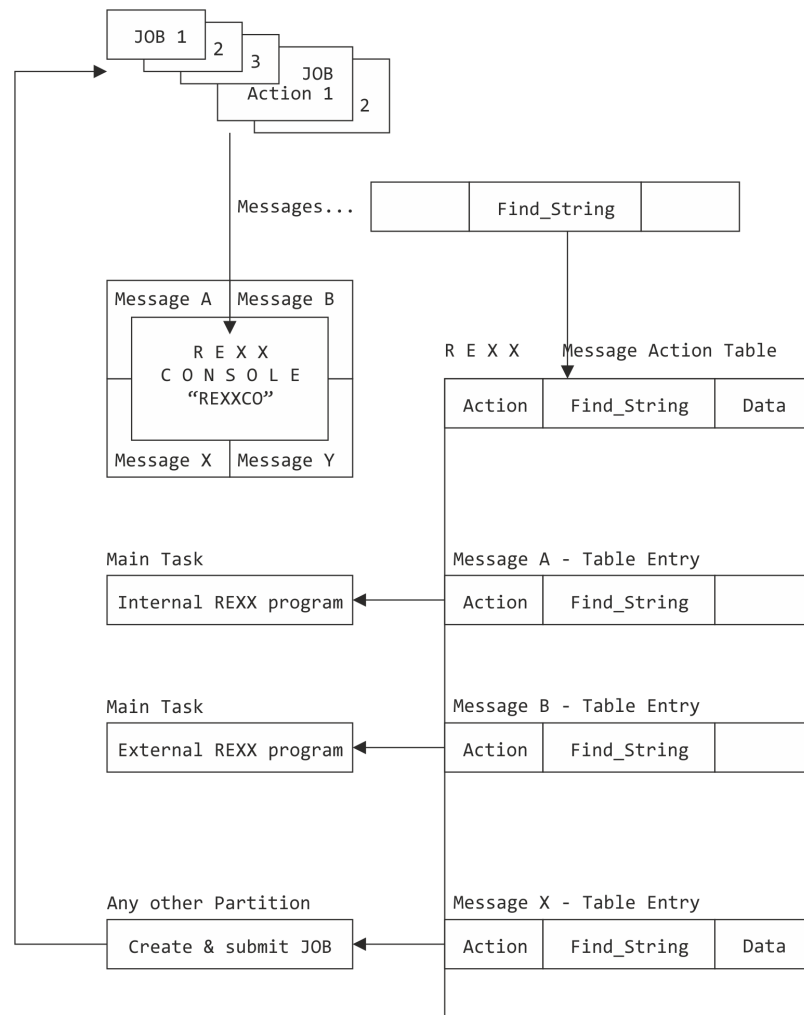 JOB 1
2
3
JOB
Action 1
2
Messages...
Find_String
Message A
Message B
R E X X
C O N S O L E
“REXXCO”
Message X
Message Y
R E X X Message Action Table
Action Find_String Data
Main Task
Message A - Table Entry
Internal REXX program
Action Find_String
Main Task
Message B - Table Entry
External REXX program
Action Find_String
Any other Partition
Message X - Table Entry
Create & submit JOB
Action Find_String Data